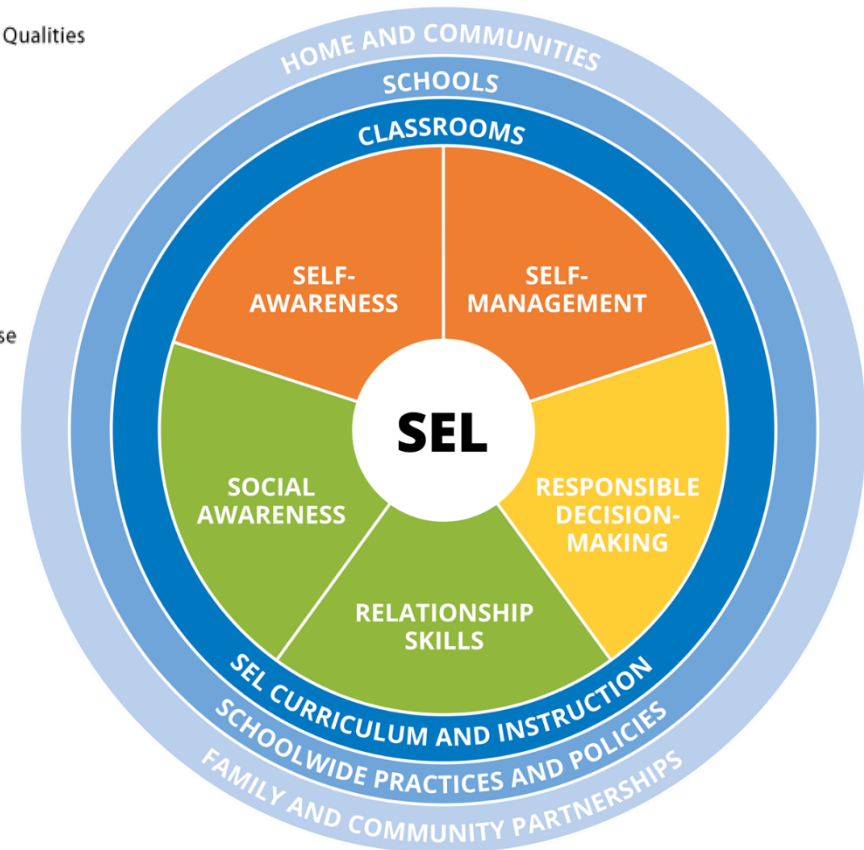 Qualities
HOME AND COMMUNITIES
SCHOOLS
CLASSROOMS
SELF-
AWARENESS
SELF-
MANAGEMENT
SEL
SOCIAL
AWARENESS
RESPONSIBLE
DECISION-
MAKING
RELATIONSHIP
SKILLS
SEL CURRICULUM AND INSTRUCTION
SCHOOLWIDE PRACTICES AND POLICIES
FAMILY AND COMMUNITY PARTNERSHIPS